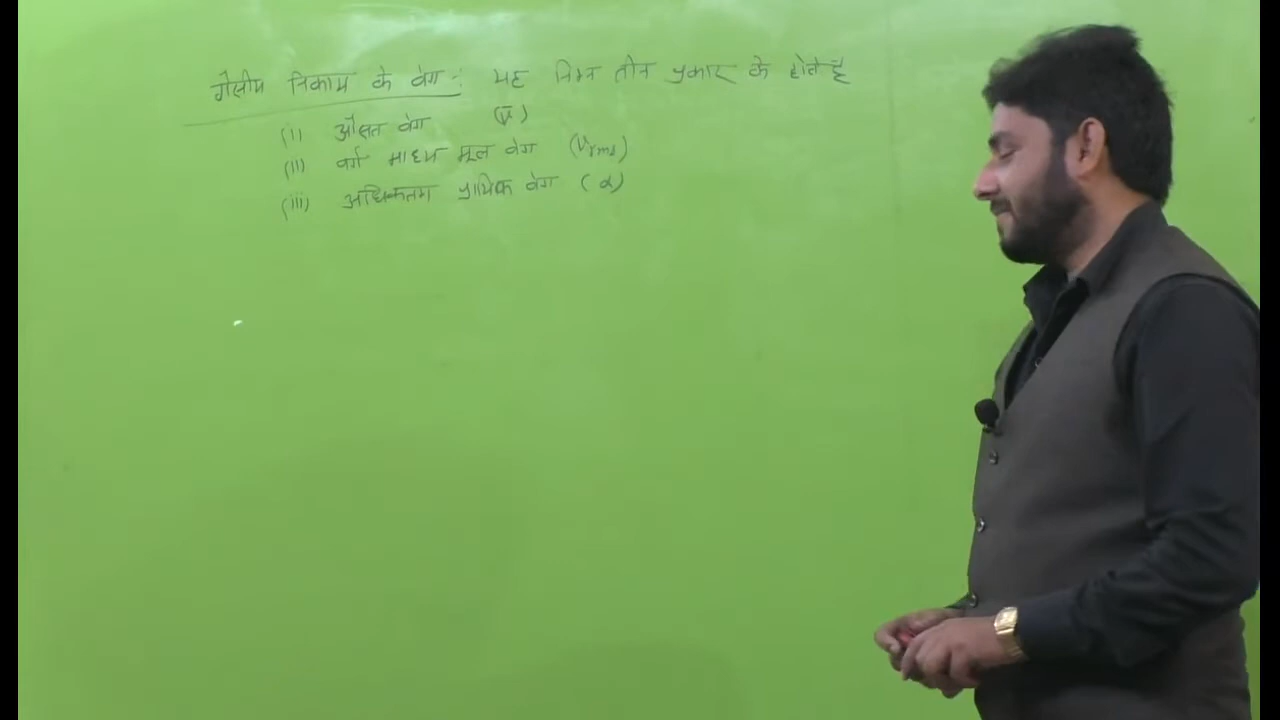 गैसीय निकाय के वेग : यह निम्न तीन प्रकार के होते है
(i) औसत वेग (v̅)
(ii) वर्ग माध्य मूल वेग (Vrms)
(iii) अधिकतम प्रायिक वेग (α)